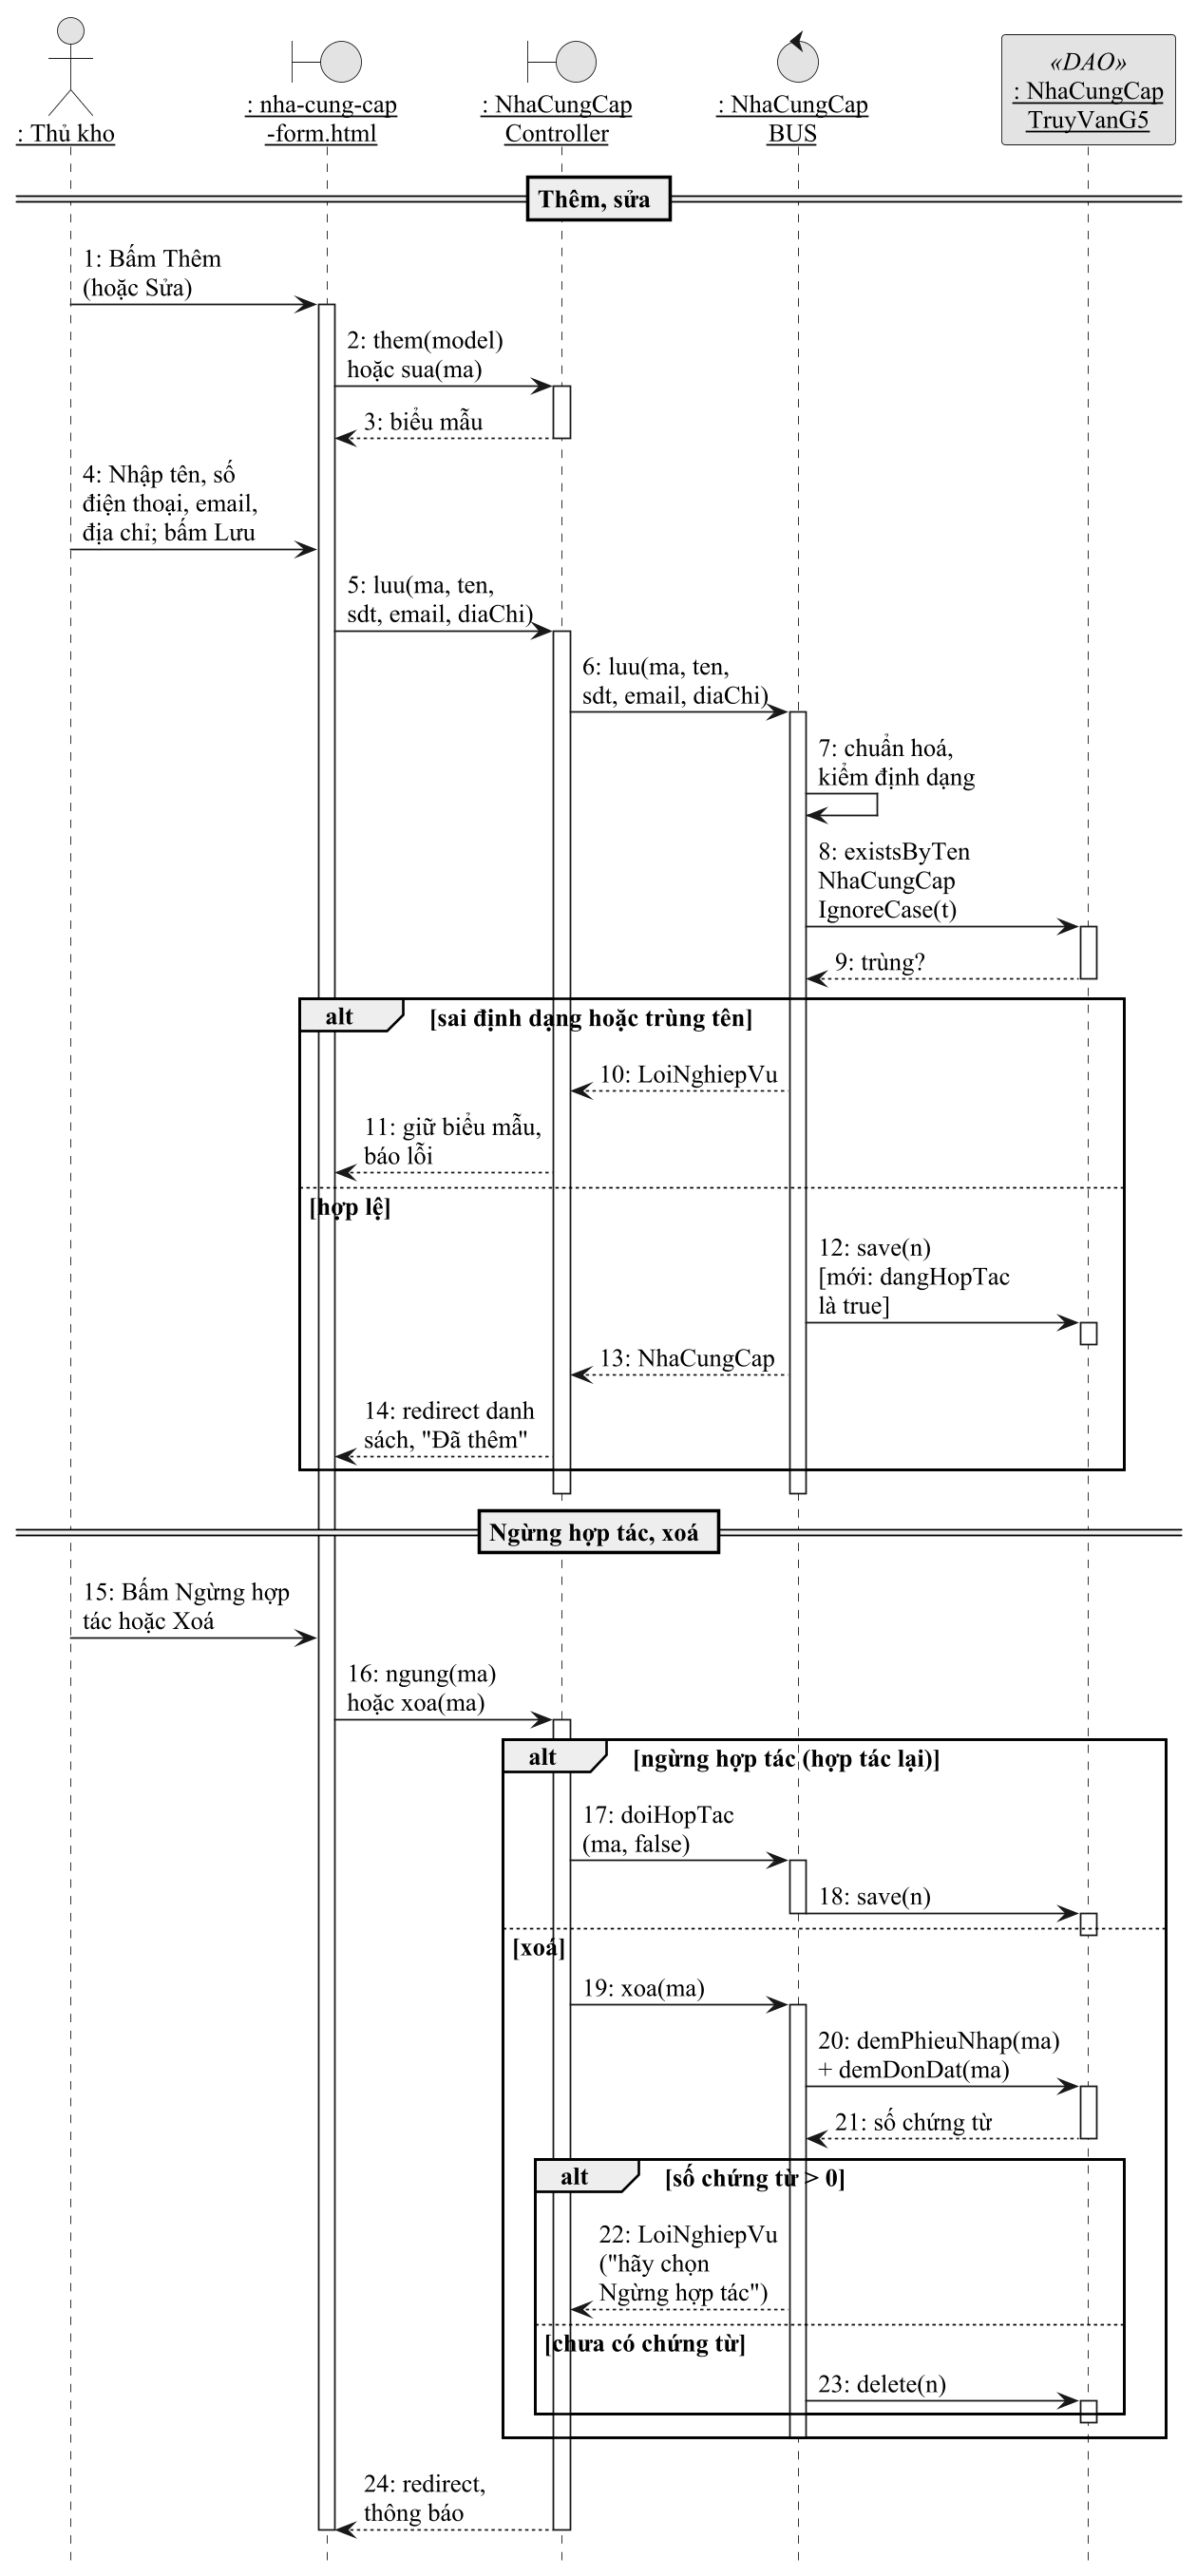 : Thủ kho
: nha-cung-cap
-form.html
: NhaCungCap
Controller
: NhaCungCap
BUS
«DAO»
: NhaCungCap
TruyVanG5
Thêm, sửa
1: Bấm Thêm
(hoặc Sửa)
2: them(model)
hoặc sua(ma)
3: biểu mẫu
4: Nhập tên, số
điện thoại, email,
địa chỉ; bấm Lưu
5: luu(ma, ten,
sdt, email, diaChi)
6: luu(ma, ten,
sdt, email, diaChi)
7: chuẩn hoá,
kiểm định dạng
8: existsByTen
NhaCungCap
IgnoreCase(t)
9: trùng?
alt [sai định dạng hoặc trùng tên]
10: LoiNghiepVu
11: giữ biểu mẫu,
báo lỗi
[hợp lệ]
12: save(n)
[mới: dangHopTac
là true]
13: NhaCungCap
14: redirect danh
sách, "Đã thêm"
Ngừng hợp tác, xoá
15: Bấm Ngừng hợp
tác hoặc Xoá
16: ngung(ma)
hoặc xoa(ma)
alt [ngừng hợp tác (hợp tác lại)]
17: doiHopTac
(ma, false)
18: save(n)
[xoá]
19: xoa(ma)
20: demPhieuNhap(ma)
+ demDonDat(ma)
21: số chứng từ
alt [số chứng từ > 0]
22: LoiNghiepVu
("hãy chọn
Ngừng hợp tác")
[chưa có chứng từ]
23: delete(n)
24: redirect,
thông báo